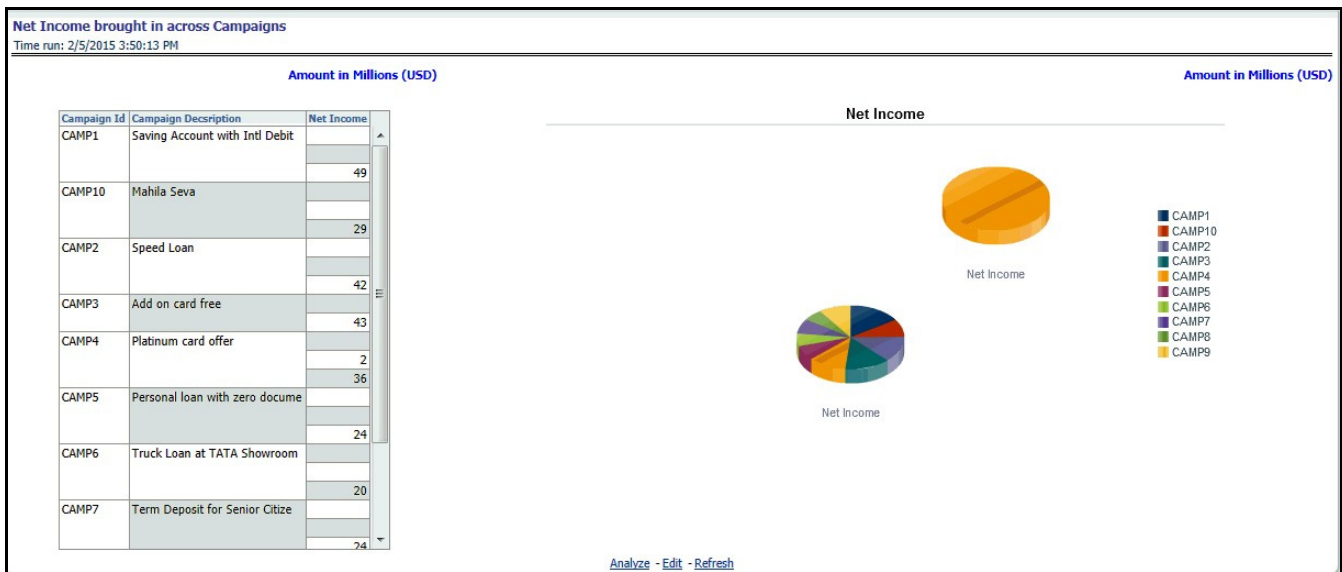 Net Income brought in across Campaigns
Time run: 2/5/2015 3:50:13 PM
Amount in Millions (USD)
Amount in Millions (USD)
Campaign Id Campaign Decsription Net Income
CAMP1 Saving Account with Intl Debit
49
CAMP10 Mahila Seva
29
CAMP2 Speed Loan
42
CAMP3 Add on card free
43
CAMP4 Platinum card offer
2
36
CAMP5 Personal loan with zero docume
24
CAMP6 Truck Loan at TATA Showroom
20
CAMP7 Term Deposit for Senior Citize
24
Net Income
Net Income
Net Income
CAMP1
CAMP10
CAMP2
CAMP3
CAMP4
CAMP5
CAMP6
CAMP7
CAMP8
CAMP9
Analyze - Edit - Refresh